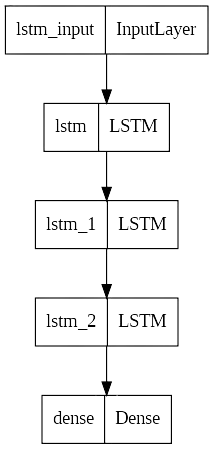 lstm_input InputLayer
lstm LSTM
lstm_1 LSTM
lstm_2 LSTM
dense Dense